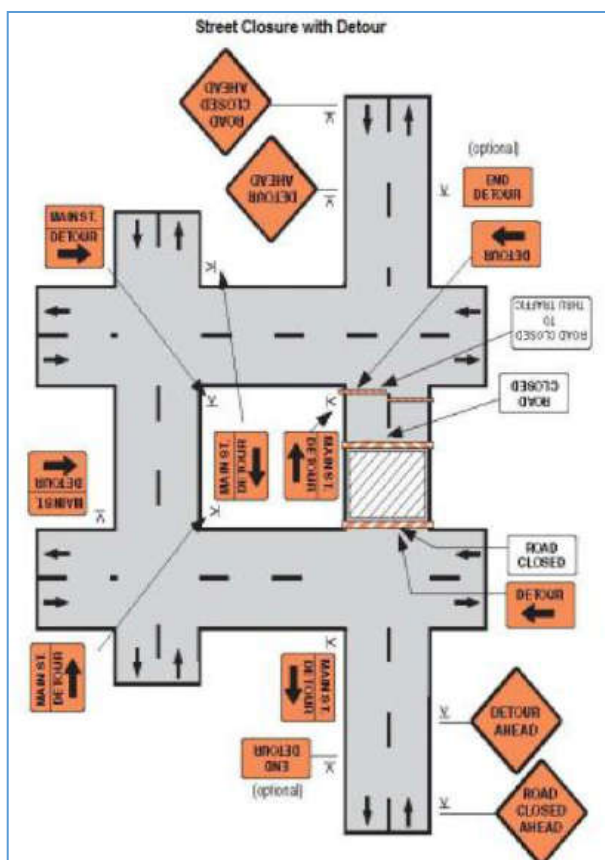 Street Closure with Detour
ROAD
CLOSED
AHEAD
DETOUR
AHEAD
(optional)
END
DETOUR
DETOUR
MAIN ST.
DETOUR
ROAD CLOSED
TO
THRU TRAFFIC
ROAD
CLOSED
MAIN ST.
DETOUR
MAIN ST.
DETOUR
MAIN ST.
DETOUR
ROAD
CLOSED
DETOUR
MAIN ST.
DETOUR
MAIN ST.
DETOUR
DETOUR
AHEAD
END
DETOUR
(optional)
ROAD
CLOSED
AHEAD